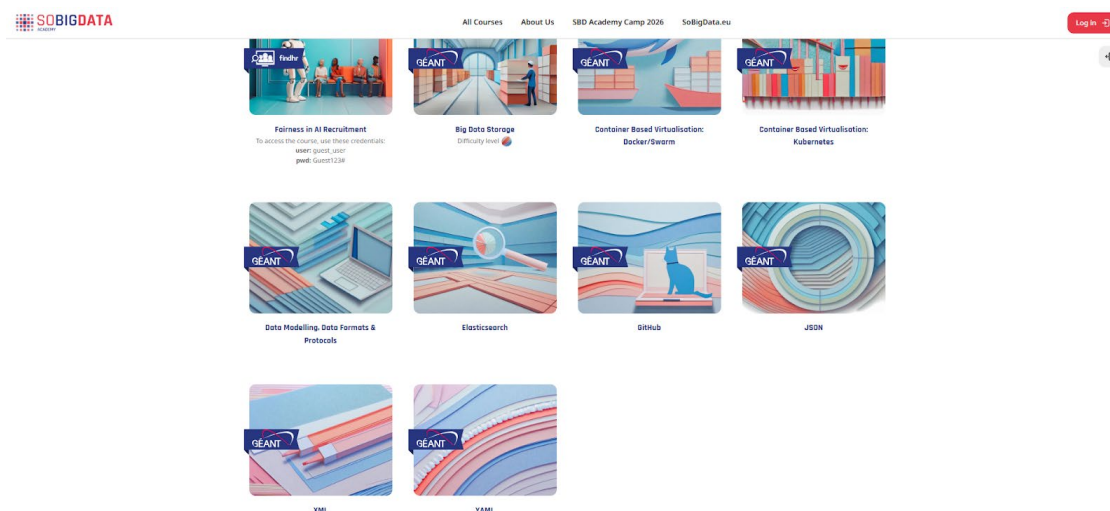 SOBIGDATA
ACADEMY
All Courses
About Us
SBD Academy Camp 2026
SoBigData.eu
Log in
findhr
GÉANT
GÉANT
GÉANT
Fairness in AI Recruitment
To access the course, use these credentials:
user: guest_user
pwd: Guest123#
Big Data Storage
Difficulty level
Container Based Virtualisation:
Docker/Swarm
Container Based Virtualisation:
Kubernetes
GÉANT
GÉANT
GÉANT
GÉANT
Data Modelling, Data Formats &
Protocols
Elasticsearch
GitHub
JSON
GÉANT
GÉANT
XML
YAML